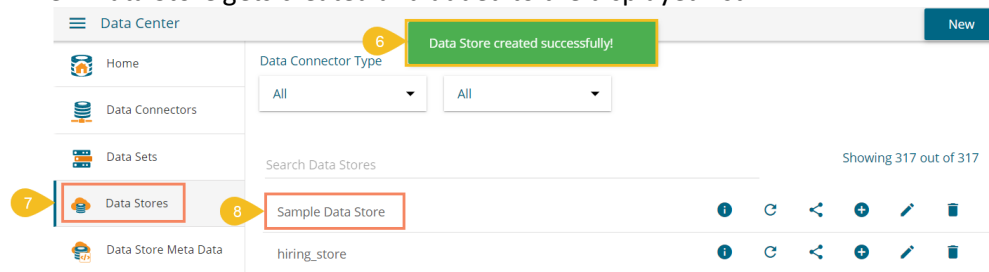 Data Center
6
Data Store created successfully!
New
Home
Data Connector Type
All
All
Data Connectors
Data Sets
Search Data Stores
Showing 317 out of 317
7
Data Stores
8
Sample Data Store
Data Store Meta Data
hiring_store